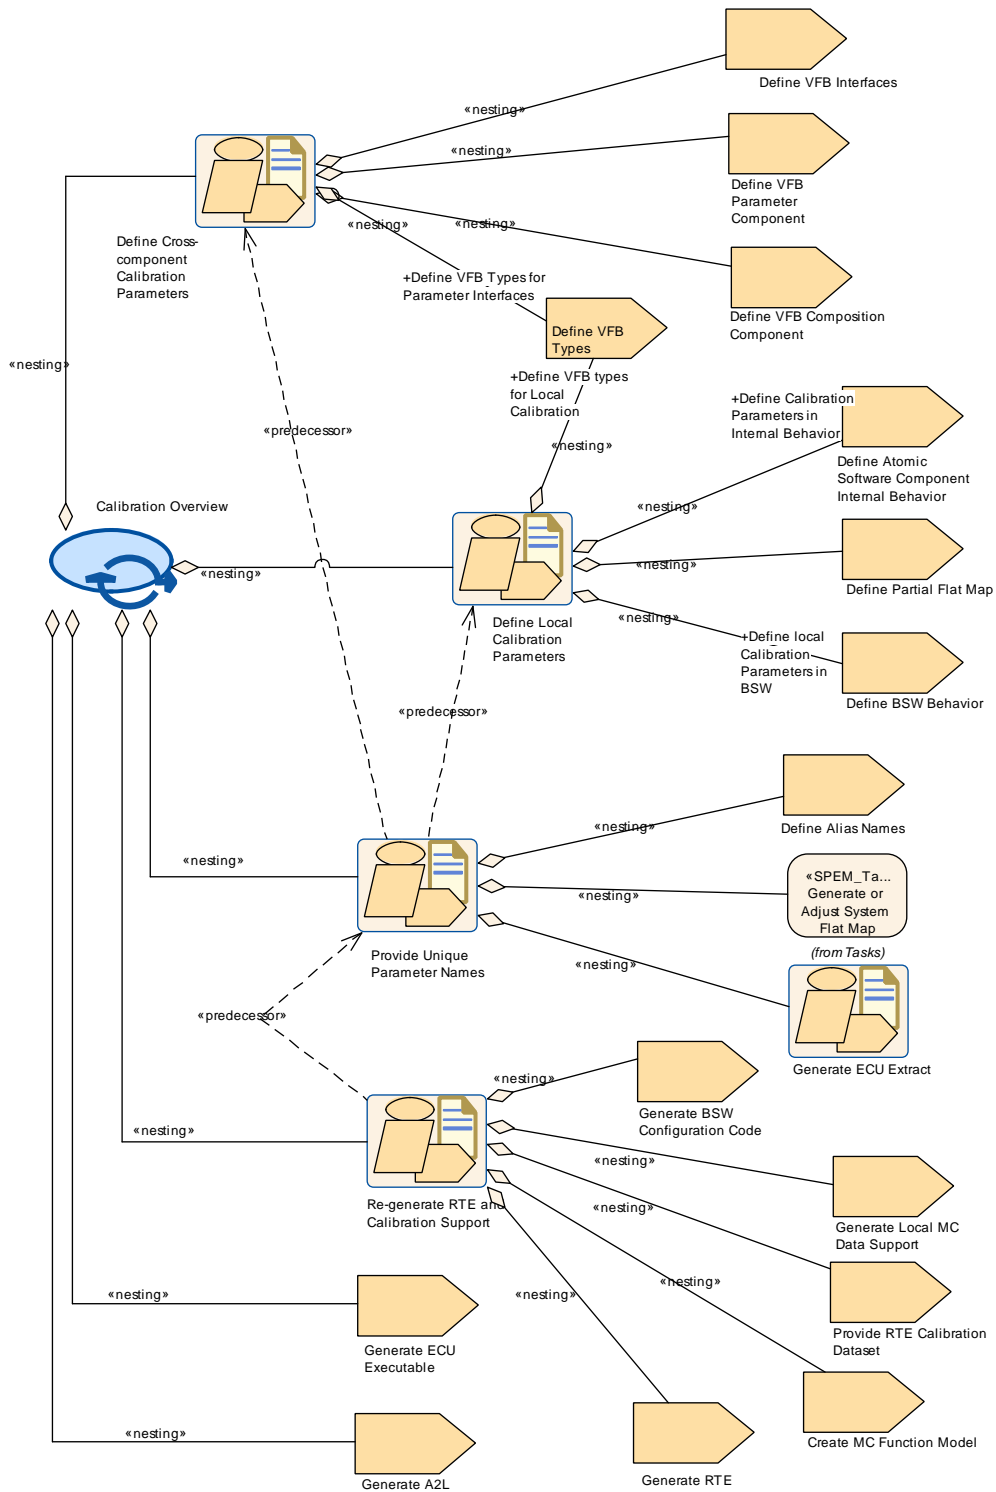 Define VFB Interfaces
«nesting»
«nesting»
Define VFB
Parameter
Component
«nesting»
«nesting»
Define Cross-
component
Calibration
Parameters
+Define VFB Types for
Parameter Interfaces
Define VFB Composition
Component
Define VFB
Types
«nesting»
+Define VFB types
for Local
Calibration
+Define Calibration
Parameters in
Internal Behavior
«predecessor»
«nesting»
Define Atomic
Software Component
Internal Behavior
Calibration Overview
«nesting»
«nesting»
«nesting»
Define Partial Flat Map
«nesting»
Define Local
Calibration
Parameters
+Define local
Calibration
Parameters in
BSW
Define BSW Behavior
«predecessor»
«nesting»
Define Alias Names
«nesting»
«SPEM_Ta...
Generate or
Adjust System
Flat Map
«nesting»
(from Tasks)
Provide Unique
Parameter Names
«nesting»
«predecessor»
Generate ECU Extract
«nesting»
Generate BSW
Configuration Code
«nesting»
«nesting»
Re-generate RTE and
Calibration Support
«nesting»
Generate Local MC
Data Support
«nesting»
«nesting»
«nesting»
Provide RTE Calibration
Dataset
Generate ECU
Executable
«nesting»
Create MC Function Model
Generate A2L
Generate RTE